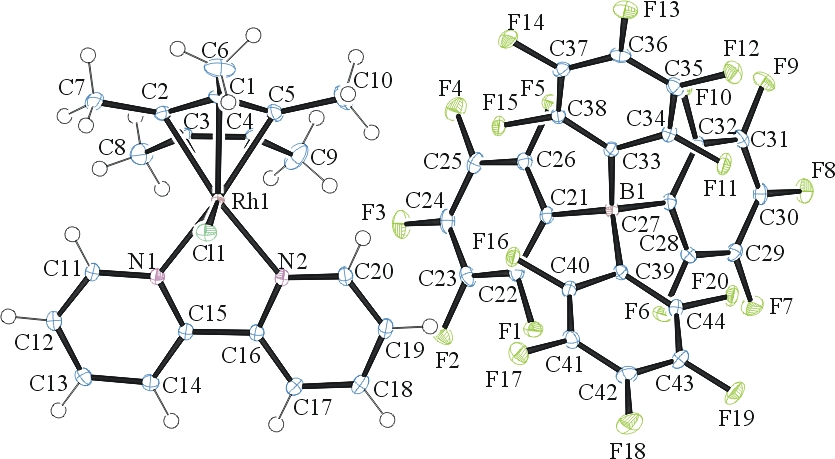 F13
F14
C6
C37
C36
F12
C10
C7
C2
C1
C5
F4
F5
C35
F9
F10
F15
C38
C34
C32
C3
C4
C31
C8
C9
C25
C26
C33
F8
F11
C24
Rh1
C21
B1
C27
C30
F3
Cl1
F16
C28
C29
N1
N2
C20
C23
C22
C40
C39
F20
C11
C44
F6
F7
C15
F1
C12
C16
C19
F2
C41
F17
C43
C13
C14
C42
C17
C18
F19
F18